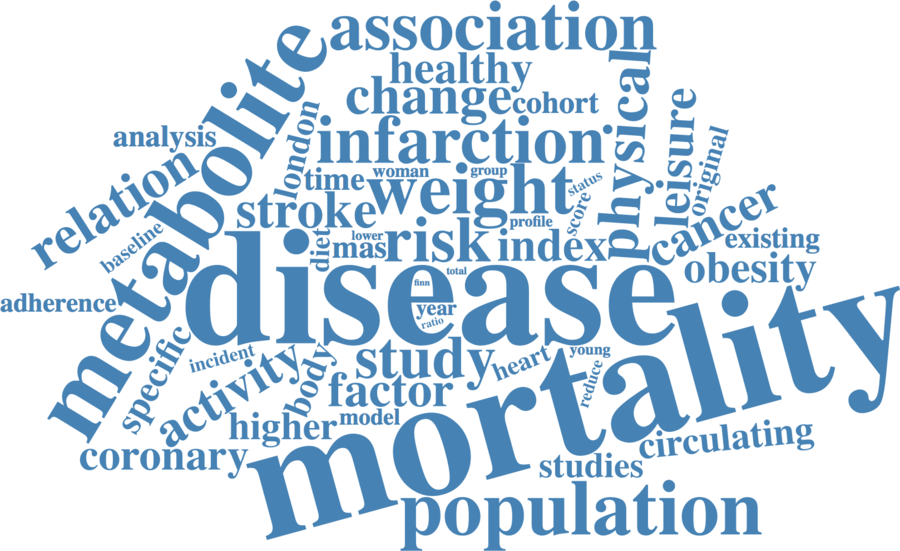 association
healthy
change
cohort
metabolite
physical
leisure
original
analysis
london
infarction
relation
time
woman
group
weight
status
score
stroke
profile
cancer
baseline
diet
lower
mas
risk
index
existing
obesity
disease
total
finn
year
ratio
adherence
mortality
specific
incident
activity
body
study
heart
young
reduce
factor
higher
model
coronary
circulating
studies
population